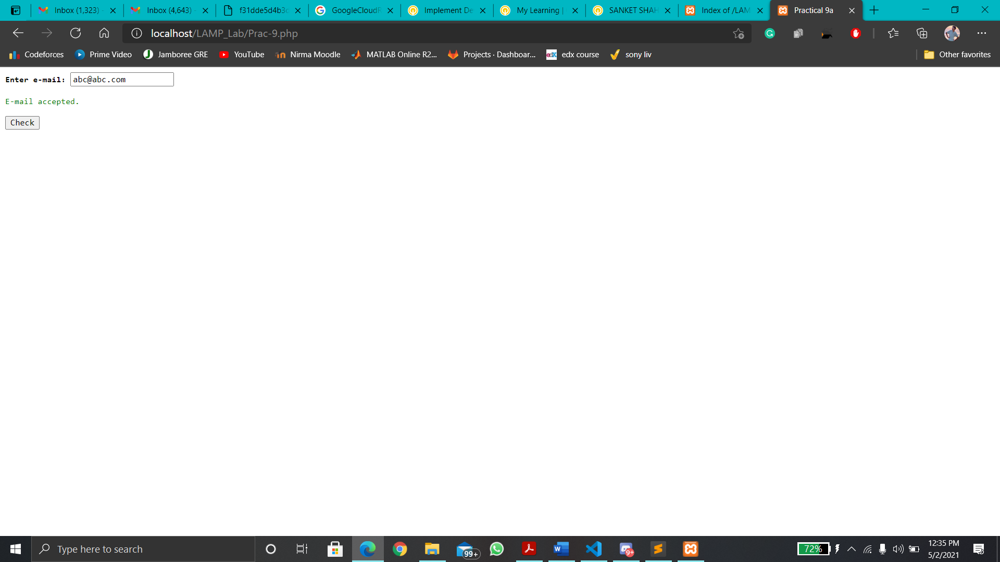 Inbox (1,323) -
Inbox (4,643) -
f31dde5d4b3c
GoogleCloudR
Implement De
My Learning |
SANKET SHAH
Index of /LAM
Practical 9a
localhost/LAMP_Lab/Prac-9.php
Codeforces
Prime Video
Jamboree GRE
YouTube
Nirma Moodle
MATLAB Online R2...
Projects · Dashboar...
edx course
sony liv
Other favorites
Enter e-mail: abc@abc.com
E-mail accepted.
Check
Type here to search
99+
9+
72%
12:35 PM
5/2/2021